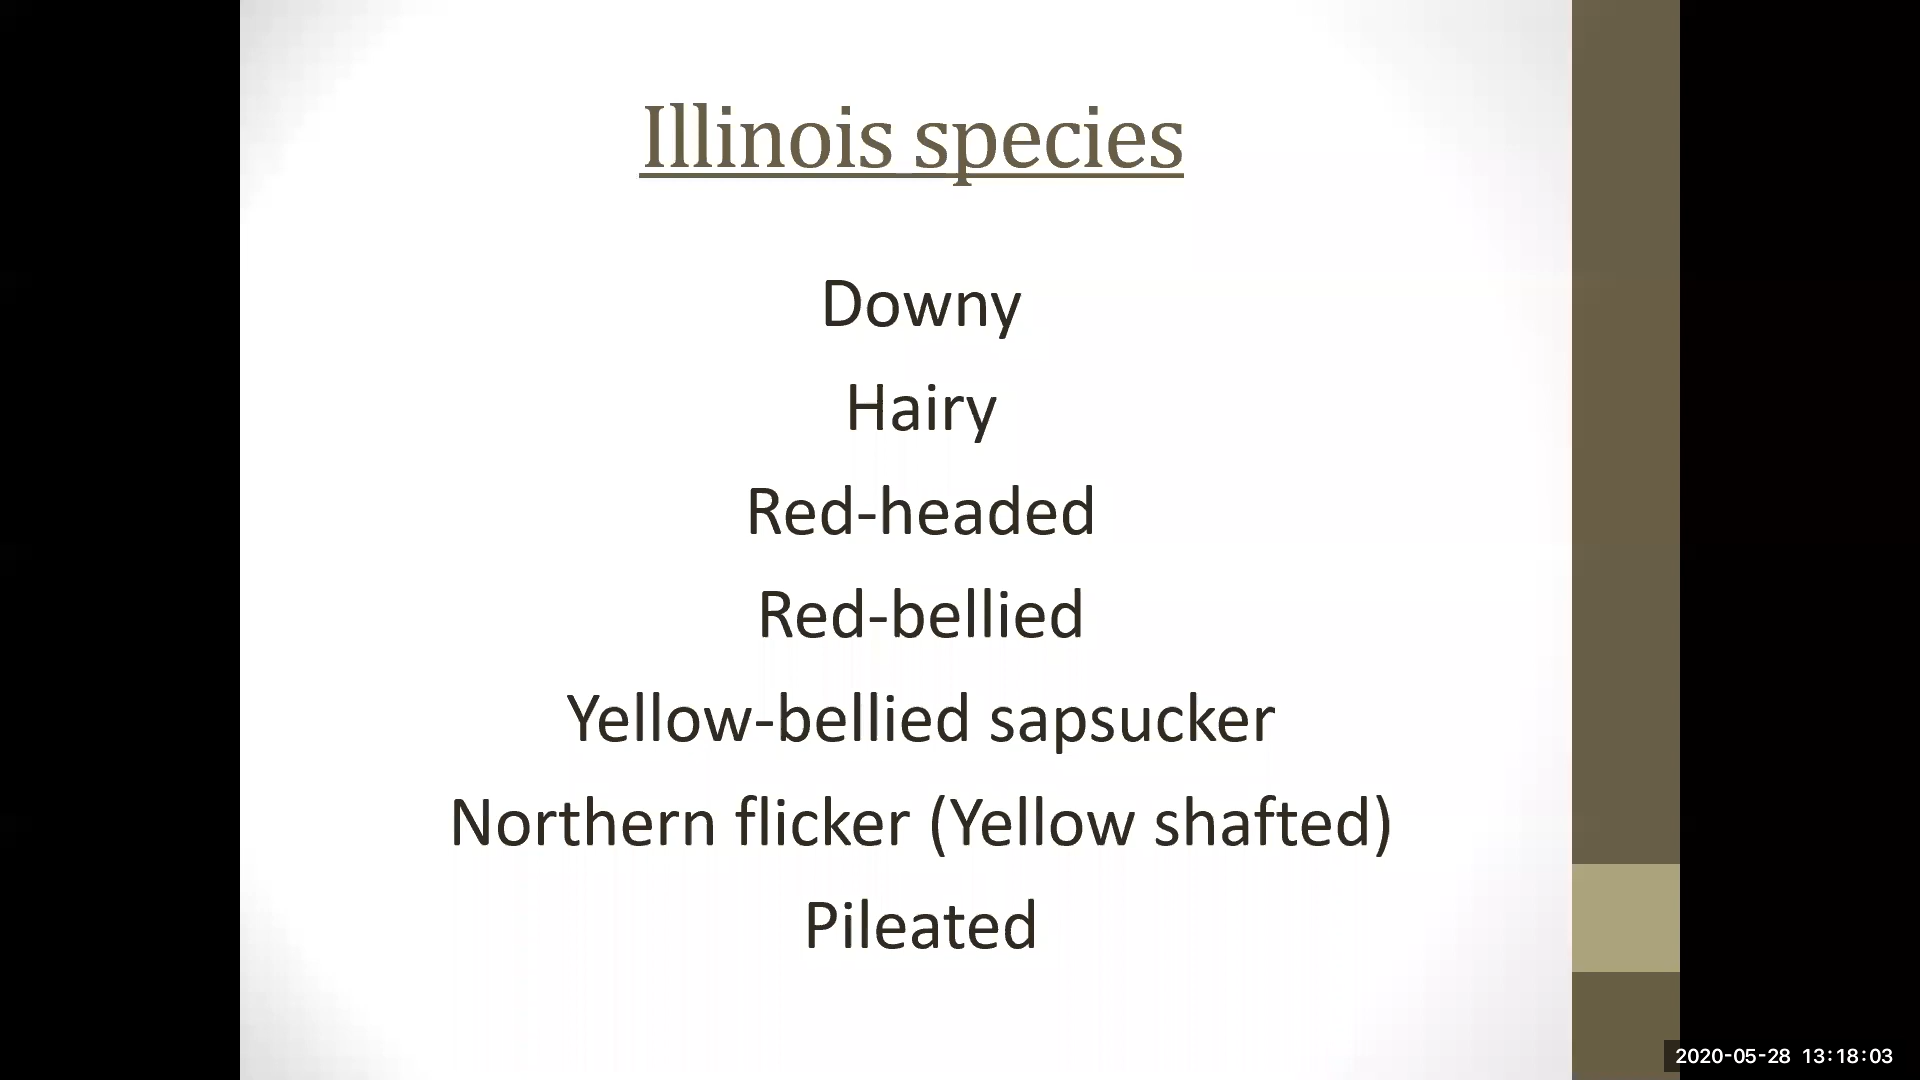 Illinois species
Downy
Hairy
Red-headed
Red-bellied
Yellow-bellied sapsucker
Northern flicker (Yellow shafted)
Pileated
2020-05-28 13:18:03